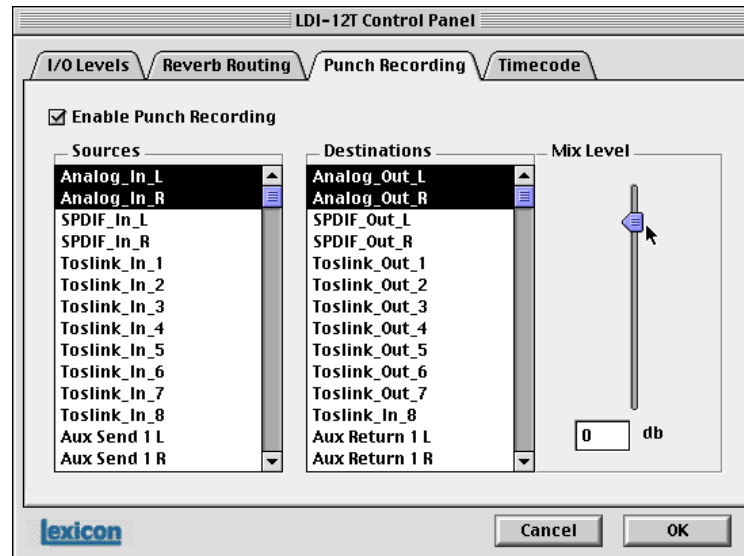 LDI-12T Control Panel
I/O Levels
Reverb Routing
Punch Recording
Timecode
Enable Punch Recording
Sources
Analog_In_L
Analog_In_R
SPDIF_In_L
SPDIF_In_R
Toslink_In_1
Toslink_In_2
Toslink_In_3
Toslink_In_4
Toslink_In_5
Toslink_In_6
Toslink_In_7
Toslink_In_8
Aux Send 1 L
Aux Send 1 R
Destinations
Analog_Out_L
Analog_Out_R
SPDIF_Out_L
SPDIF_Out_R
Toslink_Out_1
Toslink_Out_2
Toslink_Out_3
Toslink_Out_4
Toslink_Out_5
Toslink_Out_6
Toslink_Out_7
Toslink_In_8
Aux Return 1 L
Aux Return 1 R
Mix Level
0 db
lexicon
Cancel
OK